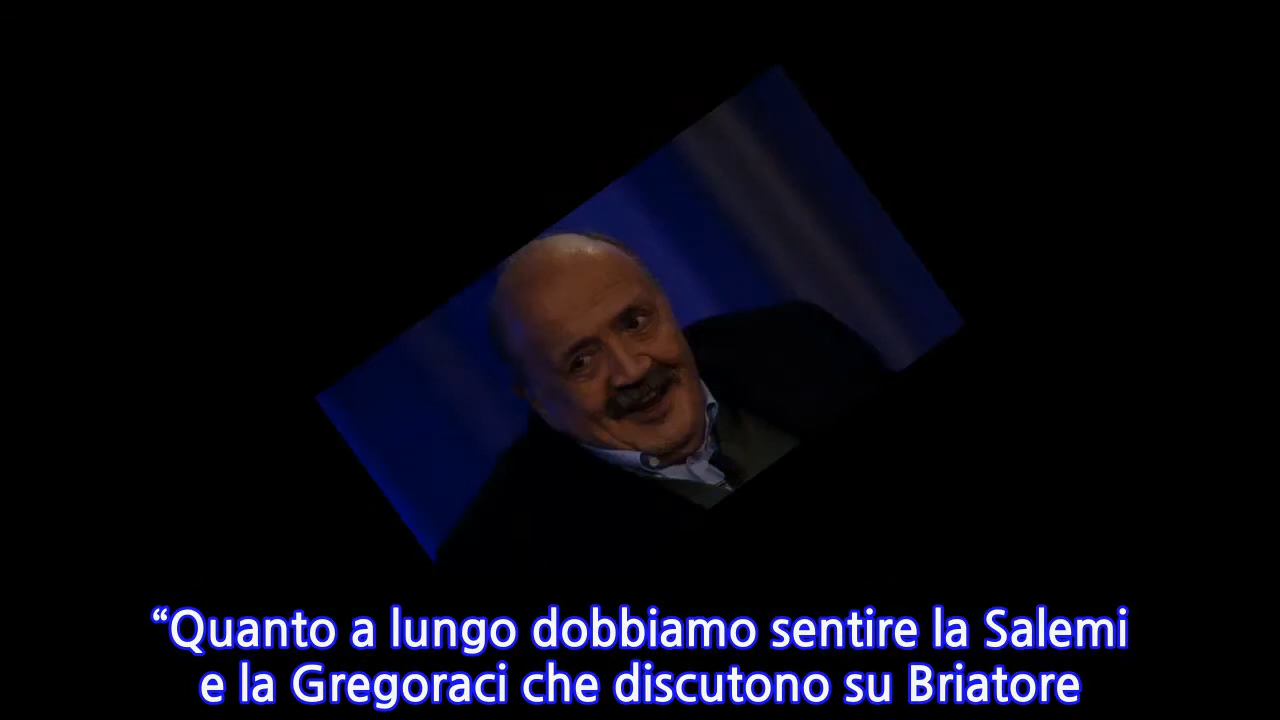 “Quanto a lungo dobbiamo sentire la Salemi
e la Gregoraci che discutono su Briatore